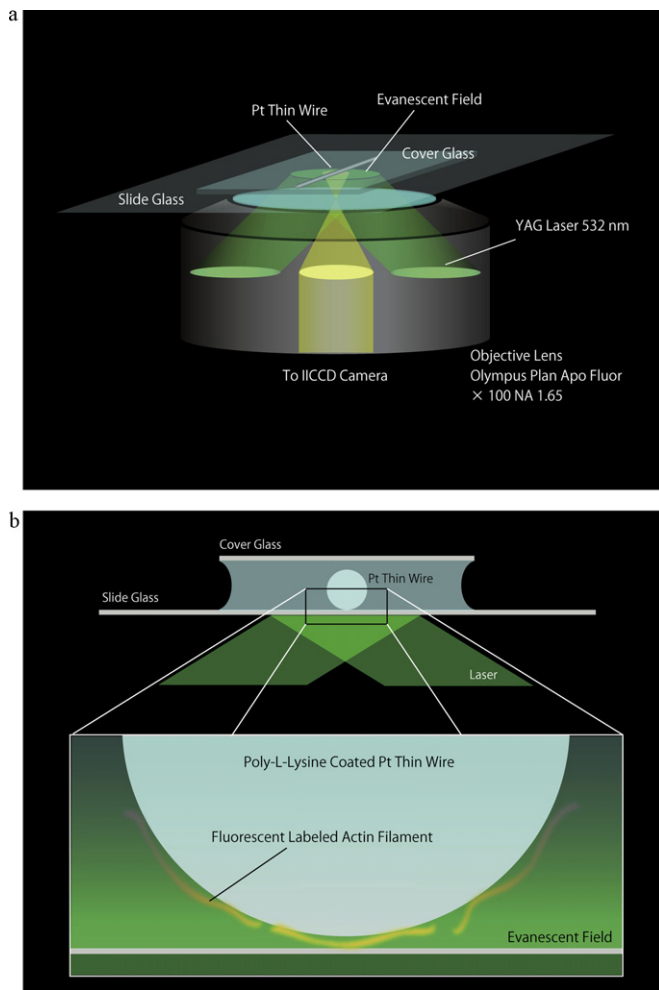 a
Evanescent Field
Pt Thin Wire
Cover Glass
Slide Glass
YAG Laser 532 nm
Objective Lens
To IICCD Camera
Olympus Plan Apo Fluor
× 100 NA 1.65
b
Cover Glass
Pt Thin Wire
Slide Glass
Laser
Poly-L-Lysine Coated Pt Thin Wire
Fluorescent Labeled Actin Filament
Evanescent Field